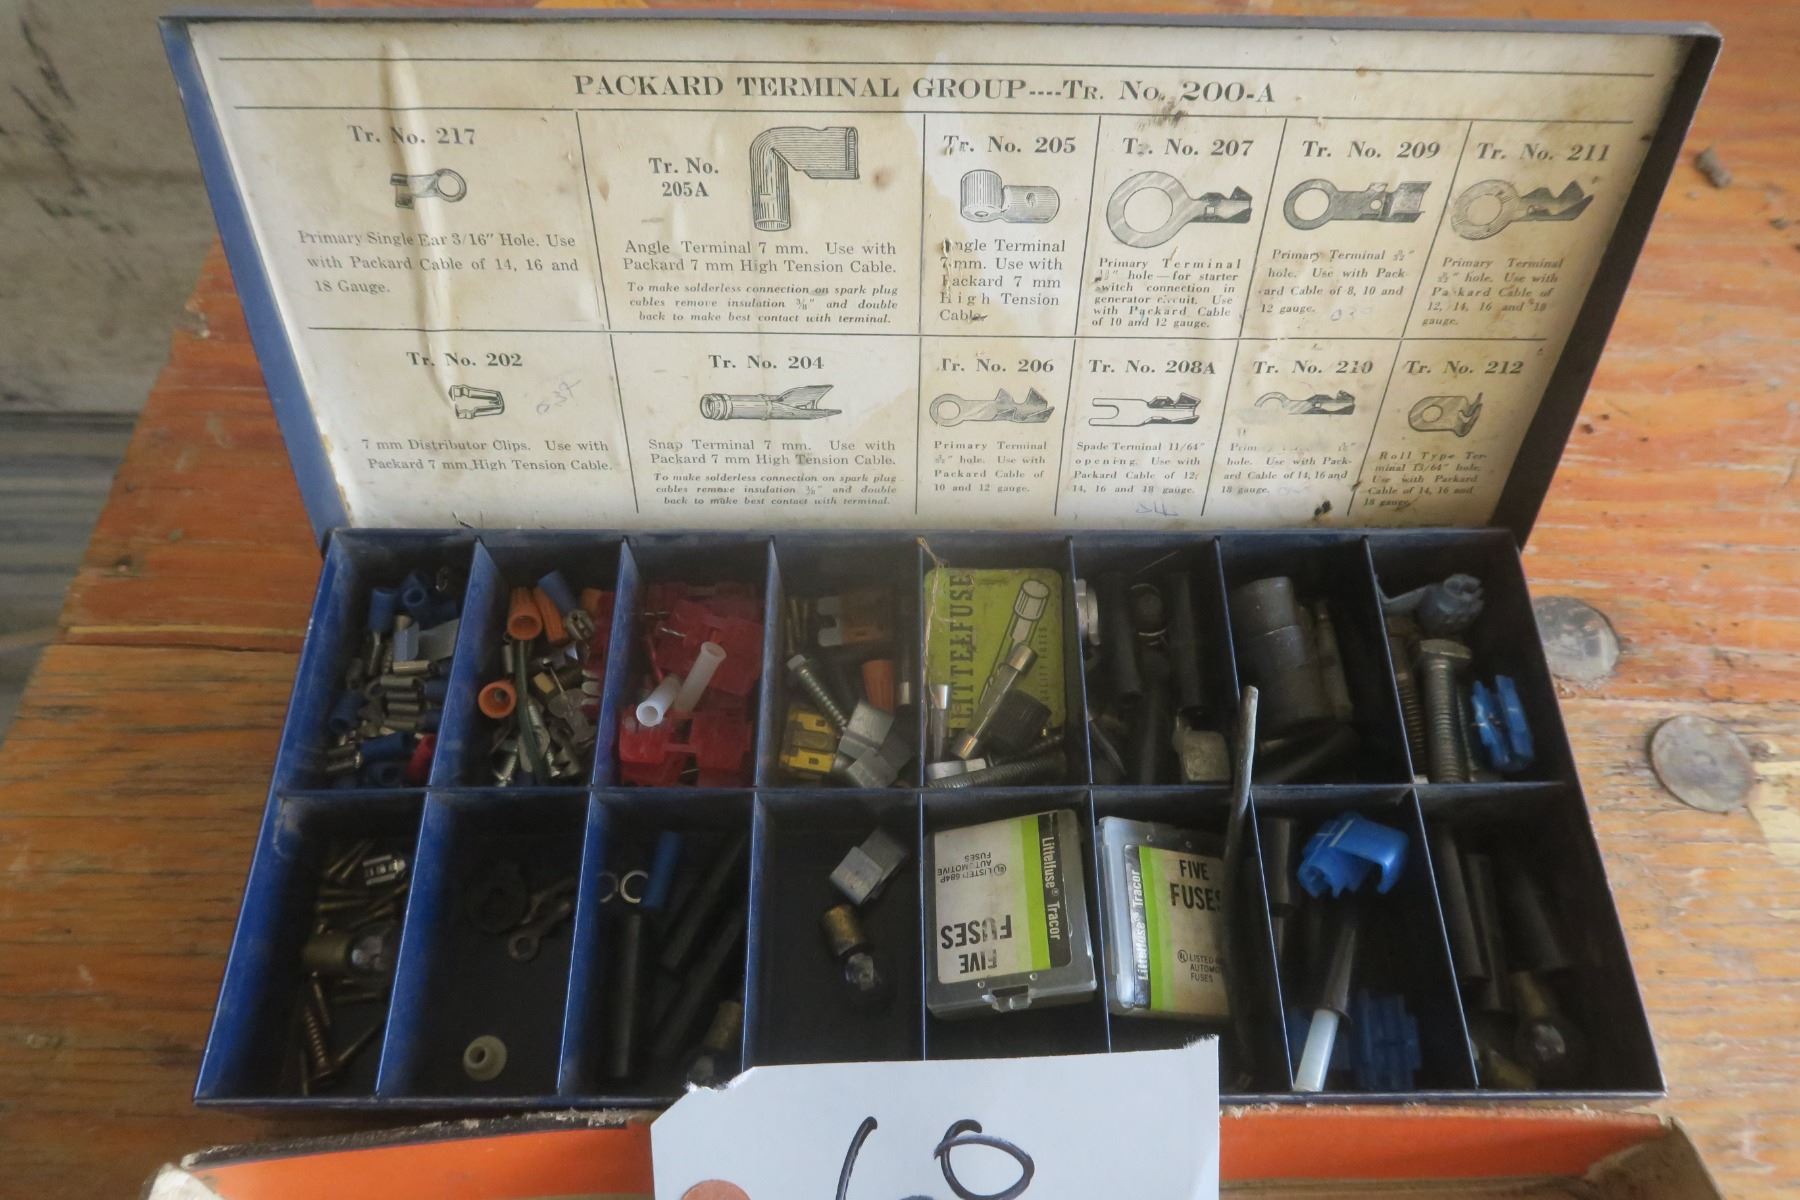 PACKARD TERMINAL GROUP----TR. No. 200-A
Tr. No. 217
Primary Single Ear 3/16" Hole. Use
with Packard Cable of 14, 16 and
18 Gauge.
Tr. No.
205A
Angle Terminal 7 mm. Use with
Packard 7 mm High Tension Cable.
To make solderless connection on spark plug
cables remove insulation 3/8" and double
back to make best contact with terminal.
Tr. No. 205
Angle Terminal
7 mm. Use with
Packard 7 mm
High Tension
Cable.
Tr. No. 207
Primary Terminal
hole — for starter
switch connection in
generator circuit. Use
with Packard Cable
of 10 and 12 gauge.
Tr. No. 209
Primary Terminal
hole. Use with Pack-
ard Cable of 8, 10 and
12 gauge.
Tr. No. 211
Primary Terminal
hole. Use with
Packard Cable of
12, 14, 16 and 18
gauge.
Tr. No. 202
7 mm Distributor Clips. Use with
Packard 7 mm High Tension Cable.
Tr. No. 204
Snap Terminal 7 mm. Use with
Packard 7 mm High Tension Cable.
To make solderless connection on spark plug
cables remove insulation 3/8" and double
back to make best contact with terminal.
Tr. No. 206
Primary Terminal
hole. Use with
Packard Cable of
10 and 12 gauge.
Tr. No. 208A
Spade Terminal 11/64"
opening. Use with
Packard Cable of 12,
14, 16 and 18 gauge.
Tr. No. 210
hole. Use with Pack-
ard Cable of 14, 16 and
18 gauge.
Tr. No. 212
Roll Type Ter-
minal 13/64" hole.
Use with Packard
Cable of 14, 16 and
18 gauge.
LITTELFUSE
QUALITY FUSES
Littelfuse® Tracor
FIVE
FUSES
LISTED 684P
AUTOMOTIVE
FUSES
Littelfuse® Tracor
FIVE
FUSES
LISTED
AUTOMO
FUSES
60